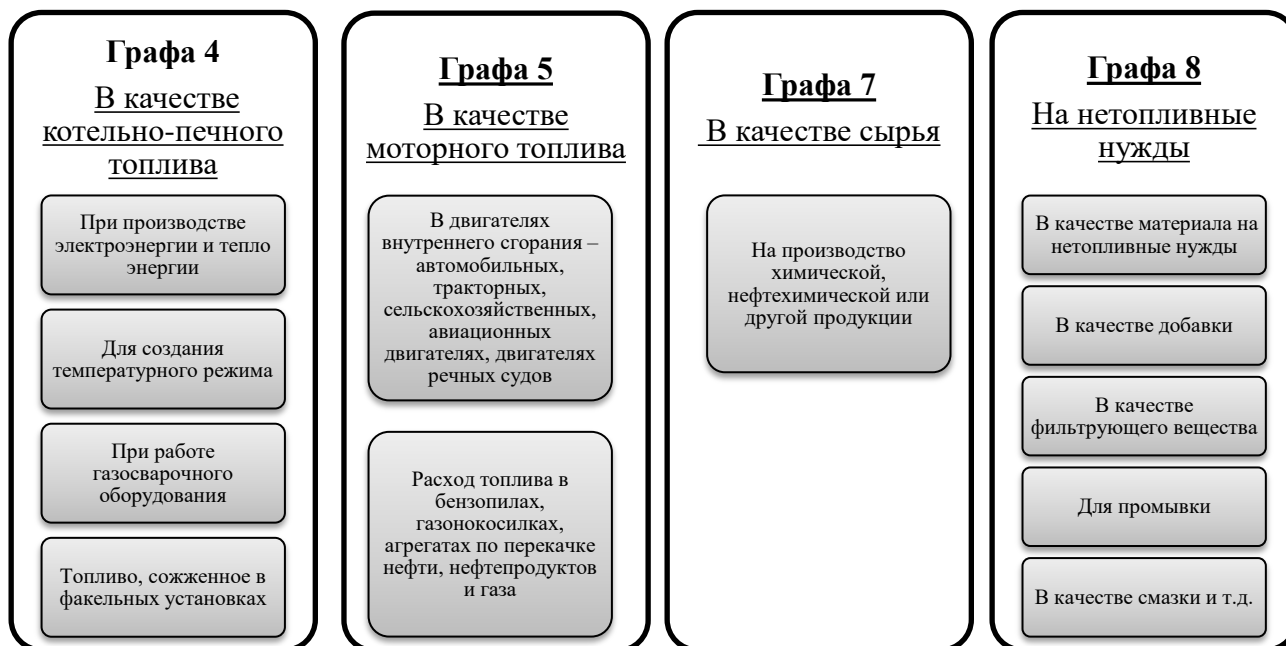 Графа 4
В качестве
котельно-печного
топлива
При производстве
электроэнергии и тепло
энергии
Для создания
температурного режима
При работе
газосварочного
оборудования
Топливо, сожженное в
факельных установках
Графа 5
В качестве
моторного топлива
В двигателях
внутреннего сгорания –
автомобильных,
тракторных,
сельскохозяйственных,
авиационных
двигателях, двигателях
речных судов
Расход топлива в
бензопилах,
газонокосилках,
агрегатах по перекачке
нефти, нефтепродуктов
и газа
Графа 7
В качестве сырья
На производство
химической,
нефтехимической или
другой продукции
Графа 8
На нетопливные
нужды
В качестве материала на
нетопливные нужды
В качестве добавки
В качестве
фильтрующего вещества
Для промывки
В качестве смазки и т.д.